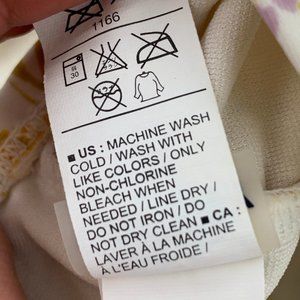 1166
30
■ US : MACHINE WASH
COLD / WASH WITH
LIKE COLORS / ONLY
NON-CHLORINE
BLEACH WHEN
NEEDED / LINE DRY /
DO NOT IRON / DO
NOT DRY CLEAN ■ CA :
LAVER À LA MACHINE
À L'EAU FROIDE /